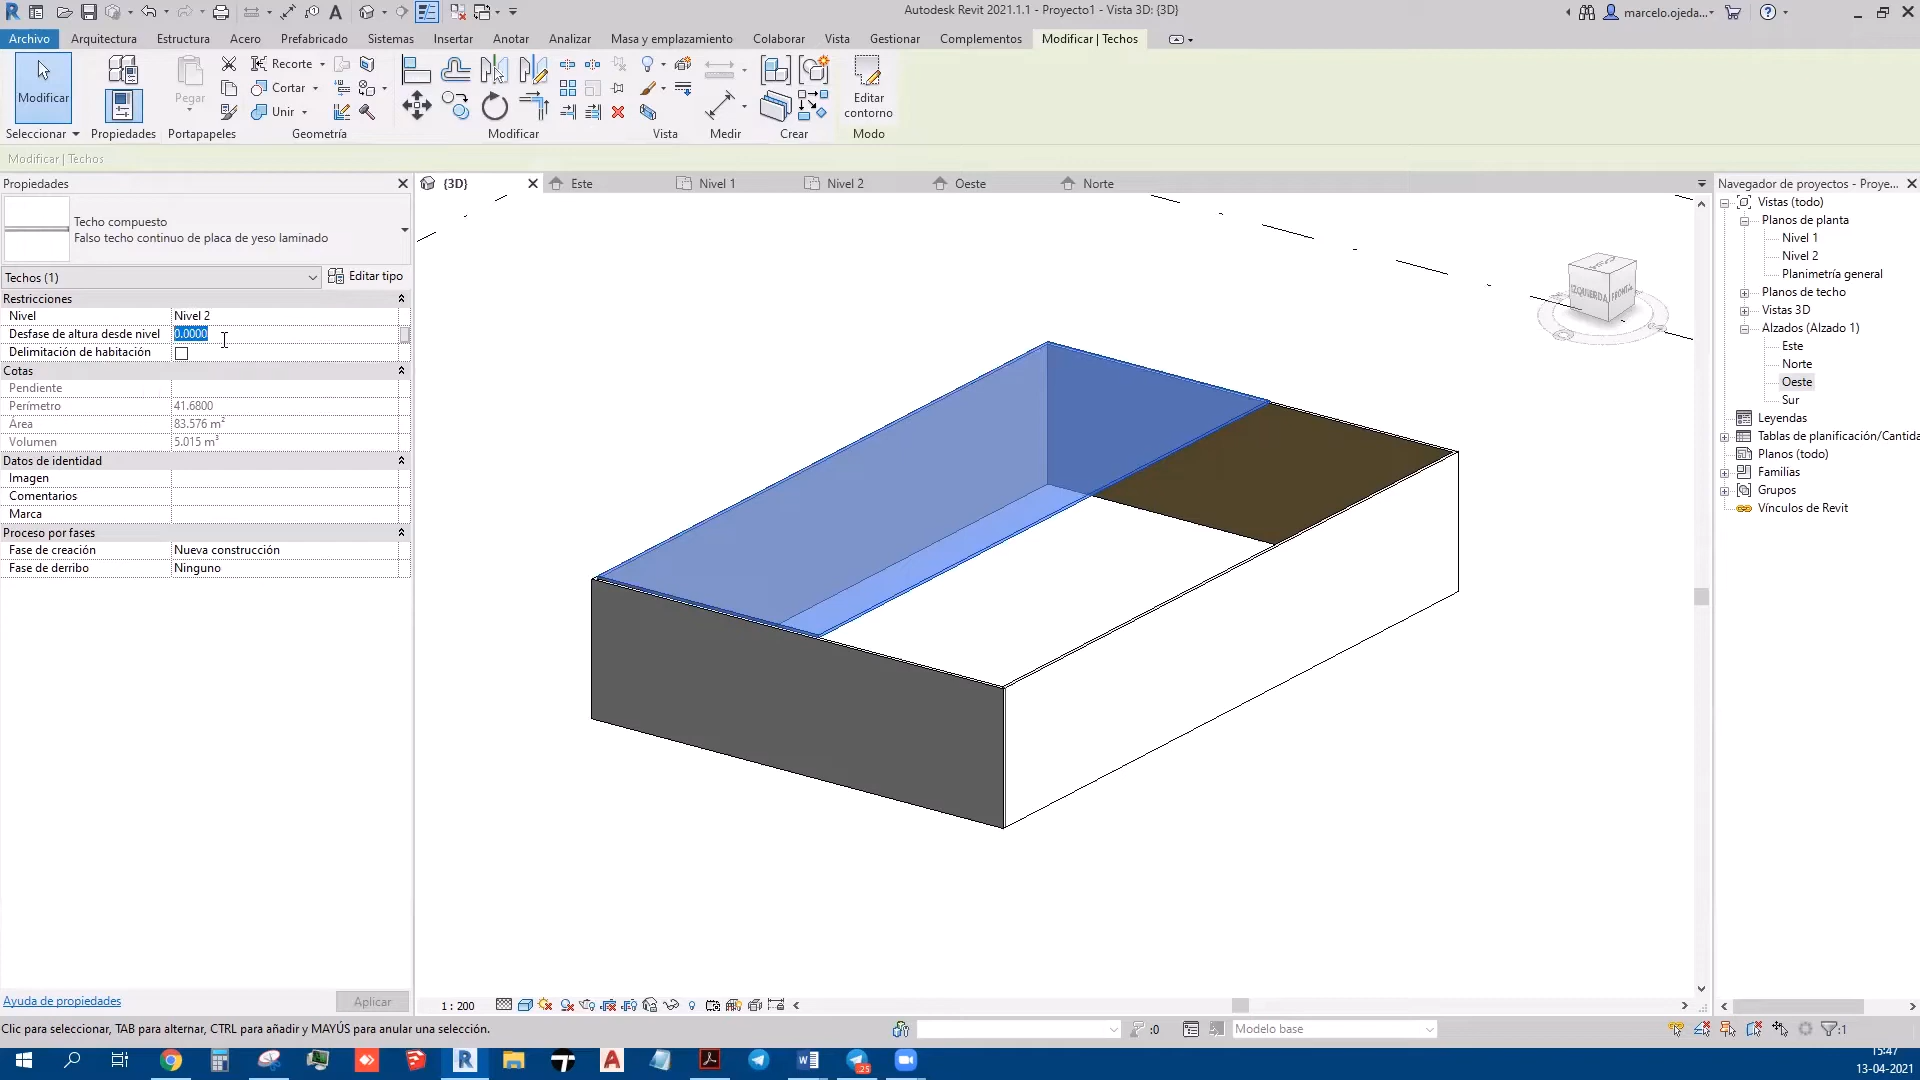 Autodesk Revit 2021.1.1 - Proyecto1 - Vista 3D: {3D}
marcelo.ojeda...
Archivo Arquitectura Estructura Acero Prefabricado Sistemas Insertar Anotar Analizar Masa y emplazamiento Colaborar Vista Gestionar Complementos Modificar | Techos
Recorte
Cortar
Unir
Modificar
Pegar
Editar
contorno
Seleccionar Propiedades Portapapeles Geometría Modificar Vista Medir Crear Modo
Modificar | Techos
Propiedades
{3D} Este Nivel 1 Nivel 2 Oeste Norte
Techo compuesto
Falso techo continuo de placa de yeso laminado
Techos (1)
Editar tipo
Restricciones
Nivel Nivel 2
Desfase de altura desde nivel 0.0000
Delimitación de habitación
Cotas
Pendiente
Perímetro 41.6800
Área 83.576 m²
Volumen 5.015 m³
Datos de identidad
Imagen
Comentarios
Marca
Proceso por fases
Fase de creación Nueva construcción
Fase de derribo Ninguno
Ayuda de propiedades
Aplicar
IZQUIERDA
Navegador de proyectos - Proye...
Vistas (todo)
Planos de planta
Nivel 1
Nivel 2
Planimetría general
Planos de techo
Vistas 3D
Alzados (Alzado 1)
Este
Norte
Oeste
Sur
Leyendas
Tablas de planificación/Cantida
Planos (todo)
Familias
Grupos
Vínculos de Revit
1 : 200
Clic para seleccionar, TAB para alternar, CTRL para añadir y MAYÚS para anular una selección.
:0
Modelo base
:1
15:47
13-04-2021